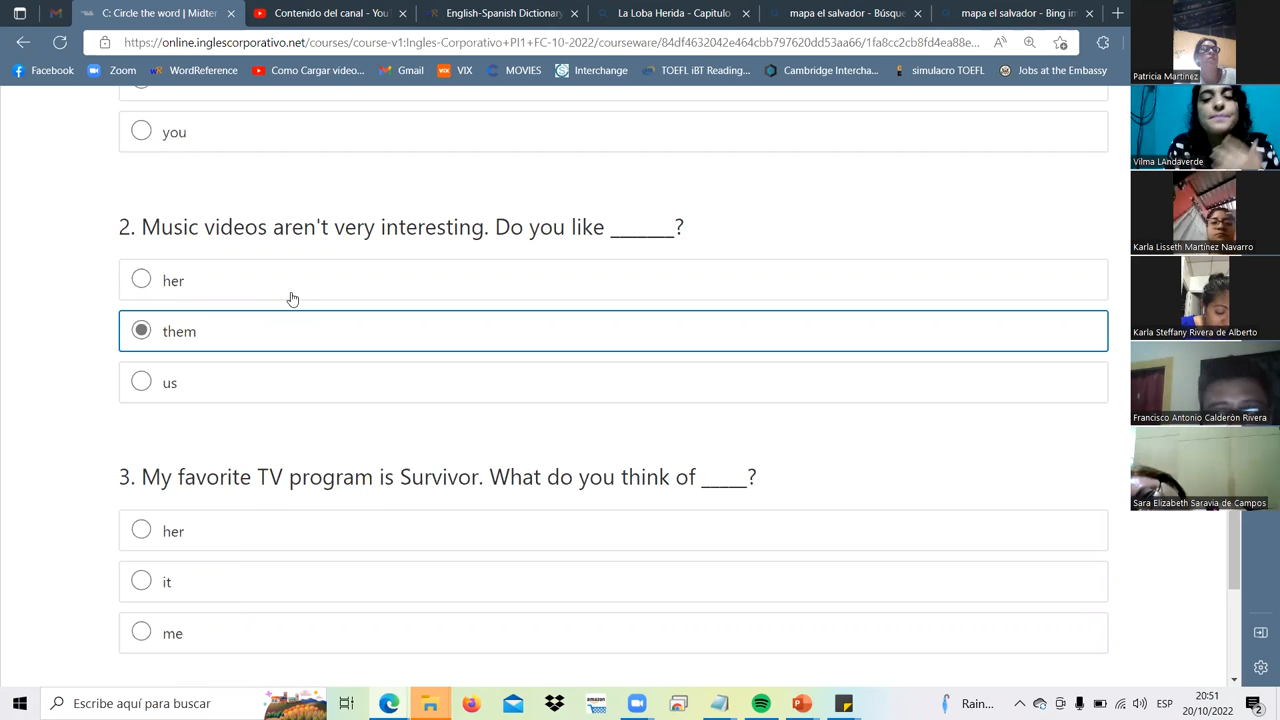 C: Circle the word | Midter
Contenido del canal - You
English-Spanish Dictionary
La Loba Herida - Capitulo
mapa el salvador - Búsque
mapa el salvador - Bing im
https://online.inglescorporativo.net/courses/course-v1:Ingles-Corporativo+PI1+FC-10-2022/courseware/84df4632042e464cbb797620dd53aa66/1fa8cc2cb8fd4ea88e...
Facebook
Zoom
WordReference
Como Cargar video...
Gmail
VIX
MOVIES
Interchange
TOEFL iBT Reading...
Cambridge Intercha...
simulacro TOEFL
Jobs at the Embassy
you
2. Music videos aren't very interesting. Do you like _______?
her
them
us
3. My favorite TV program is Survivor. What do you think of _____?
her
it
me
Patricia Martinez
Vilma LAndaverde
Karla Lisseth Martínez Navarro
Karla Steffany Rivera de Alberto
Francisco Antonio Calderón Rivera
Sara Elizabeth Saravia de Campos
Escribe aquí para buscar
Rain...
ESP
20:51
20/10/2022
2